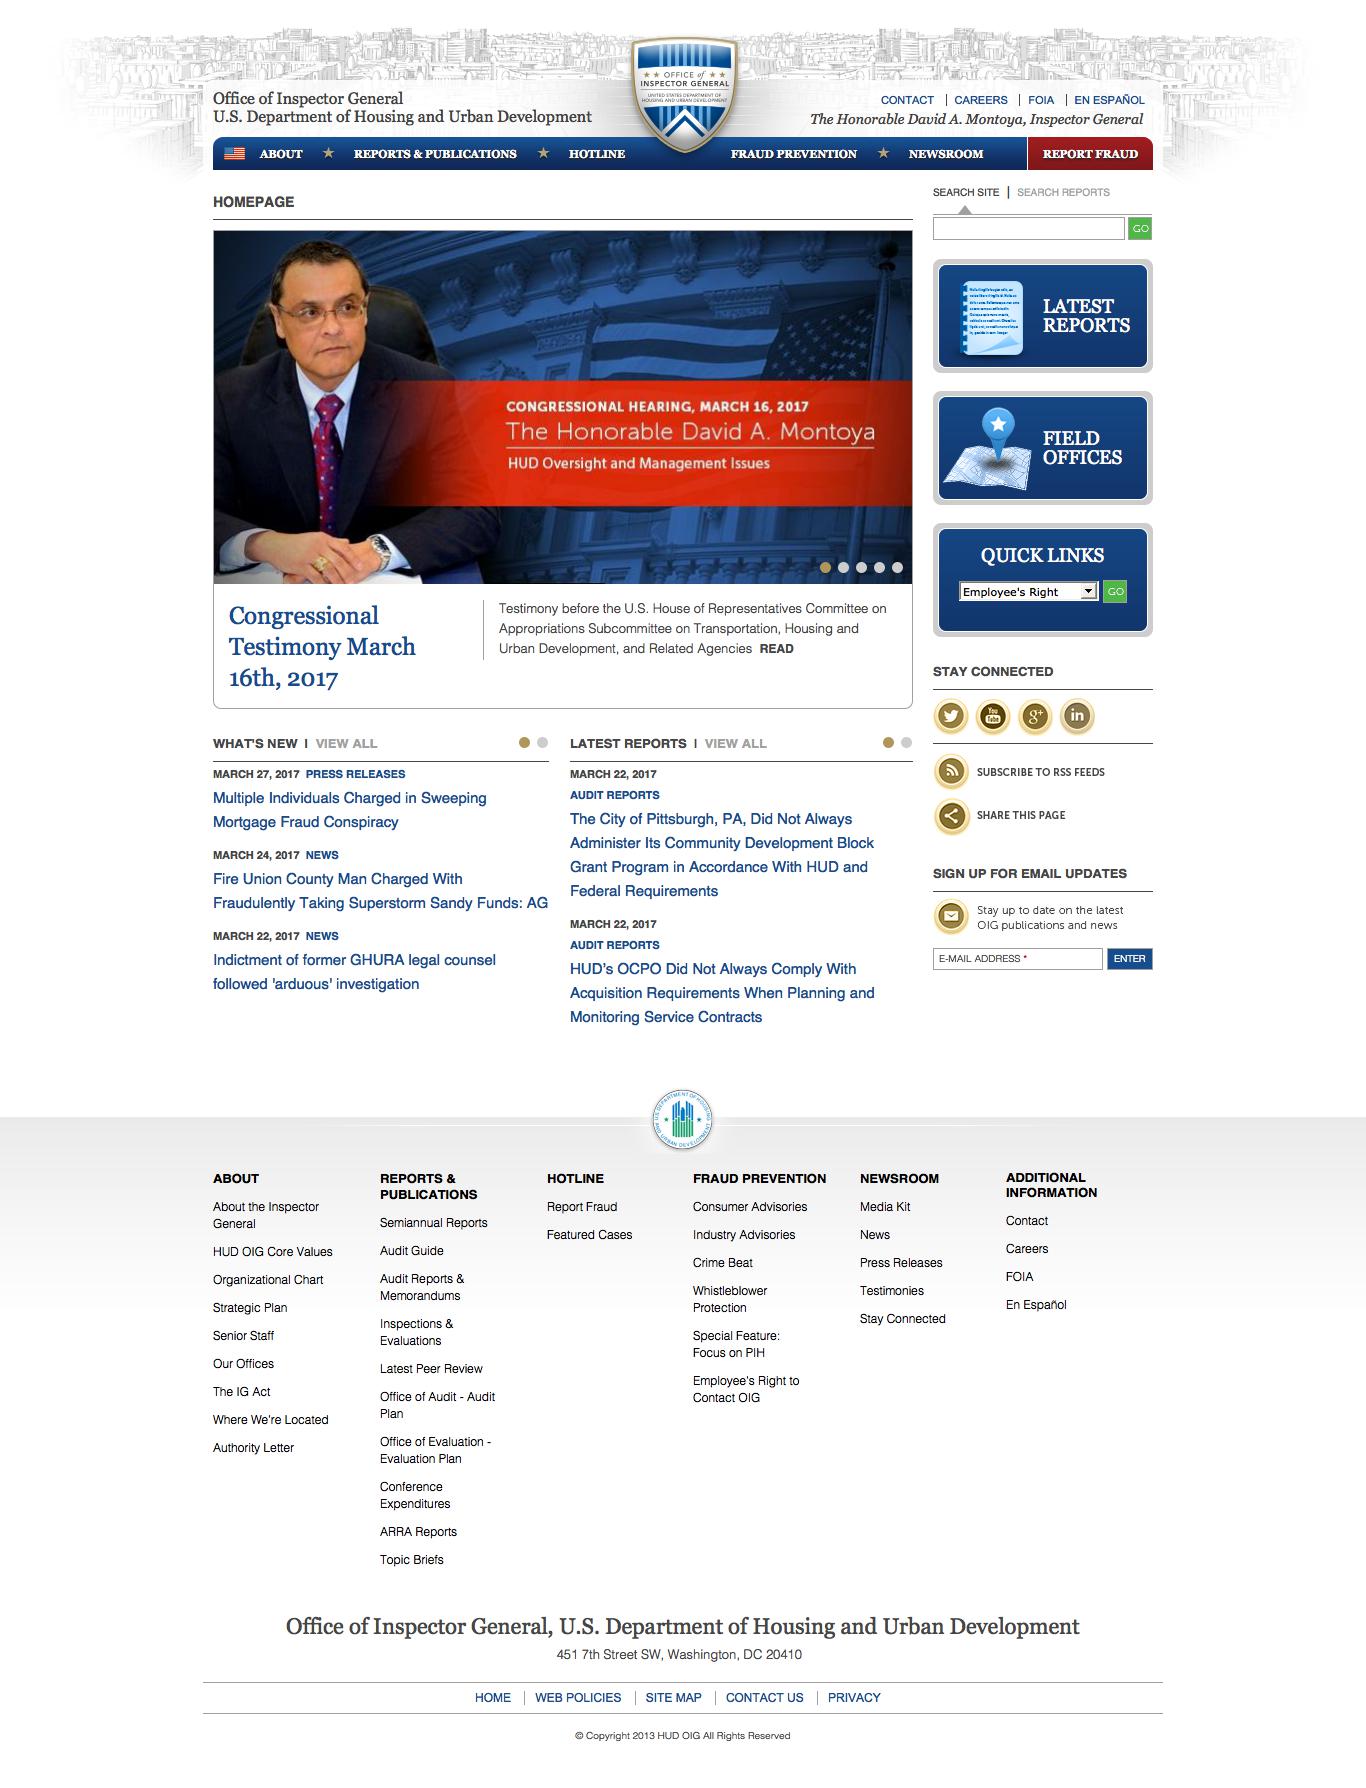 OFFICE of
INSPECTOR GENERAL
UNITED STATES DEPARTMENT OF
HOUSING AND URBAN DEVELOPMENT
Office of Inspector General
U.S. Department of Housing and Urban Development
CONTACT | CAREERS | FOIA | EN ESPAÑOL
The Honorable David A. Montoya, Inspector General
ABOUT ★ REPORTS & PUBLICATIONS ★ HOTLINE FRAUD PREVENTION ★ NEWSROOM REPORT FRAUD
HOMEPAGE
SEARCH SITE | SEARCH REPORTS
GO
CONGRESSIONAL HEARING, MARCH 16, 2017
The Honorable David A. Montoya
HUD Oversight and Management Issues
Congressional
Testimony March
16th, 2017
Testimony before the U.S. House of Representatives Committee on
Appropriations Subcommittee on Transportation, Housing and
Urban Development, and Related Agencies READ
LATEST
REPORTS
FIELD
OFFICES
QUICK LINKS
Employee's Right GO
STAY CONNECTED
You
Tube
g+
in
SUBSCRIBE TO RSS FEEDS
SHARE THIS PAGE
SIGN UP FOR EMAIL UPDATES
Stay up to date on the latest
OIG publications and news
E-MAIL ADDRESS * ENTER
WHAT'S NEW | VIEW ALL
MARCH 27, 2017 PRESS RELEASES
Multiple Individuals Charged in Sweeping
Mortgage Fraud Conspiracy
MARCH 24, 2017 NEWS
Fire Union County Man Charged With
Fraudulently Taking Superstorm Sandy Funds: AG
MARCH 22, 2017 NEWS
Indictment of former GHURA legal counsel
followed 'arduous' investigation
LATEST REPORTS | VIEW ALL
MARCH 22, 2017
AUDIT REPORTS
The City of Pittsburgh, PA, Did Not Always
Administer Its Community Development Block
Grant Program in Accordance With HUD and
Federal Requirements
MARCH 22, 2017
AUDIT REPORTS
HUD's OCPO Did Not Always Comply With
Acquisition Requirements When Planning and
Monitoring Service Contracts
U.S. DEPARTMENT OF HOUSING
AND URBAN DEVELOPMENT
ABOUT
About the Inspector
General
HUD OIG Core Values
Organizational Chart
Strategic Plan
Senior Staff
Our Offices
The IG Act
Where We're Located
Authority Letter
REPORTS &
PUBLICATIONS
Semiannual Reports
Audit Guide
Audit Reports &
Memorandums
Inspections &
Evaluations
Latest Peer Review
Office of Audit - Audit
Plan
Office of Evaluation -
Evaluation Plan
Conference
Expenditures
ARRA Reports
Topic Briefs
HOTLINE
Report Fraud
Featured Cases
FRAUD PREVENTION
Consumer Advisories
Industry Advisories
Crime Beat
Whistleblower
Protection
Special Feature:
Focus on PIH
Employee's Right to
Contact OIG
NEWSROOM
Media Kit
News
Press Releases
Testimonies
Stay Connected
ADDITIONAL
INFORMATION
Contact
Careers
FOIA
En Español
Office of Inspector General, U.S. Department of Housing and Urban Development
451 7th Street SW, Washington, DC 20410
HOME | WEB POLICIES | SITE MAP | CONTACT US | PRIVACY
© Copyright 2013 HUD OIG All Rights Reserved